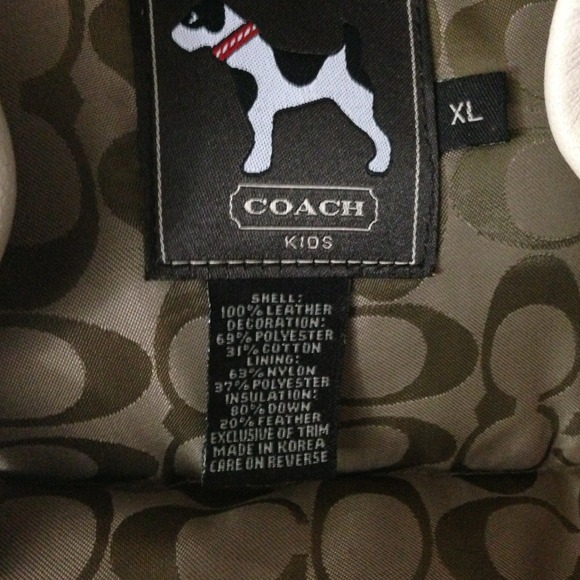 XL
COACH
KIDS
SHELL:
100% LEATHER
DECORATION:
69% POLYESTER
31% COTTON
LINING:
63% NYLON
37% POLYESTER
INSULATION:
80% DOWN
20% FEATHER
EXCLUSIVE OF TRIM
MADE IN KOREA
CARE ON REVERSE